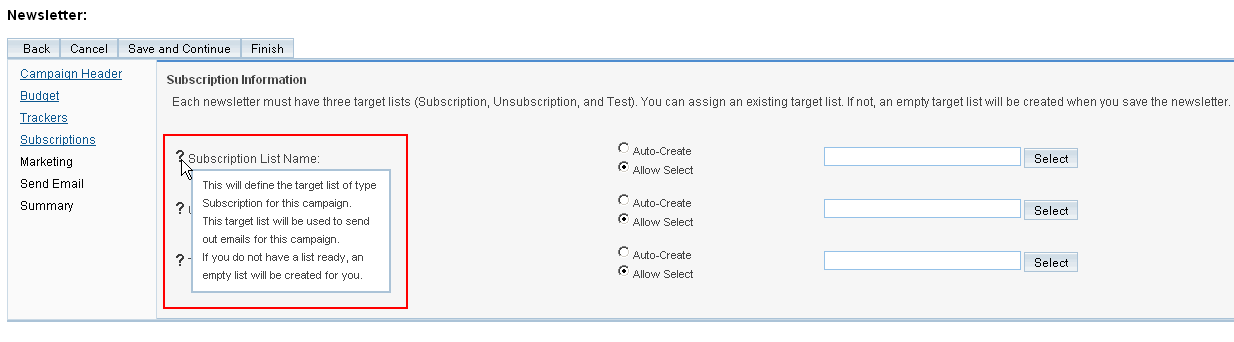 Newsletter:
Back Cancel Save and Continue Finish
Campaign Header
Budget
Trackers
Subscriptions
Marketing
Send Email
Summary
Subscription Information
Each newsletter must have three target lists (Subscription, Unsubscription, and Test). You can assign an existing target list. If not, an empty target list will be created when you save the newsletter.
? Subscription List Name:
Auto-Create
Allow Select
Select
This will define the target list of type
Subscription for this campaign.
This target list will be used to send
out emails for this campaign.
If you do not have a list ready, an
empty list will be created for you.
?
Auto-Create
Allow Select
Select
?
Auto-Create
Allow Select
Select